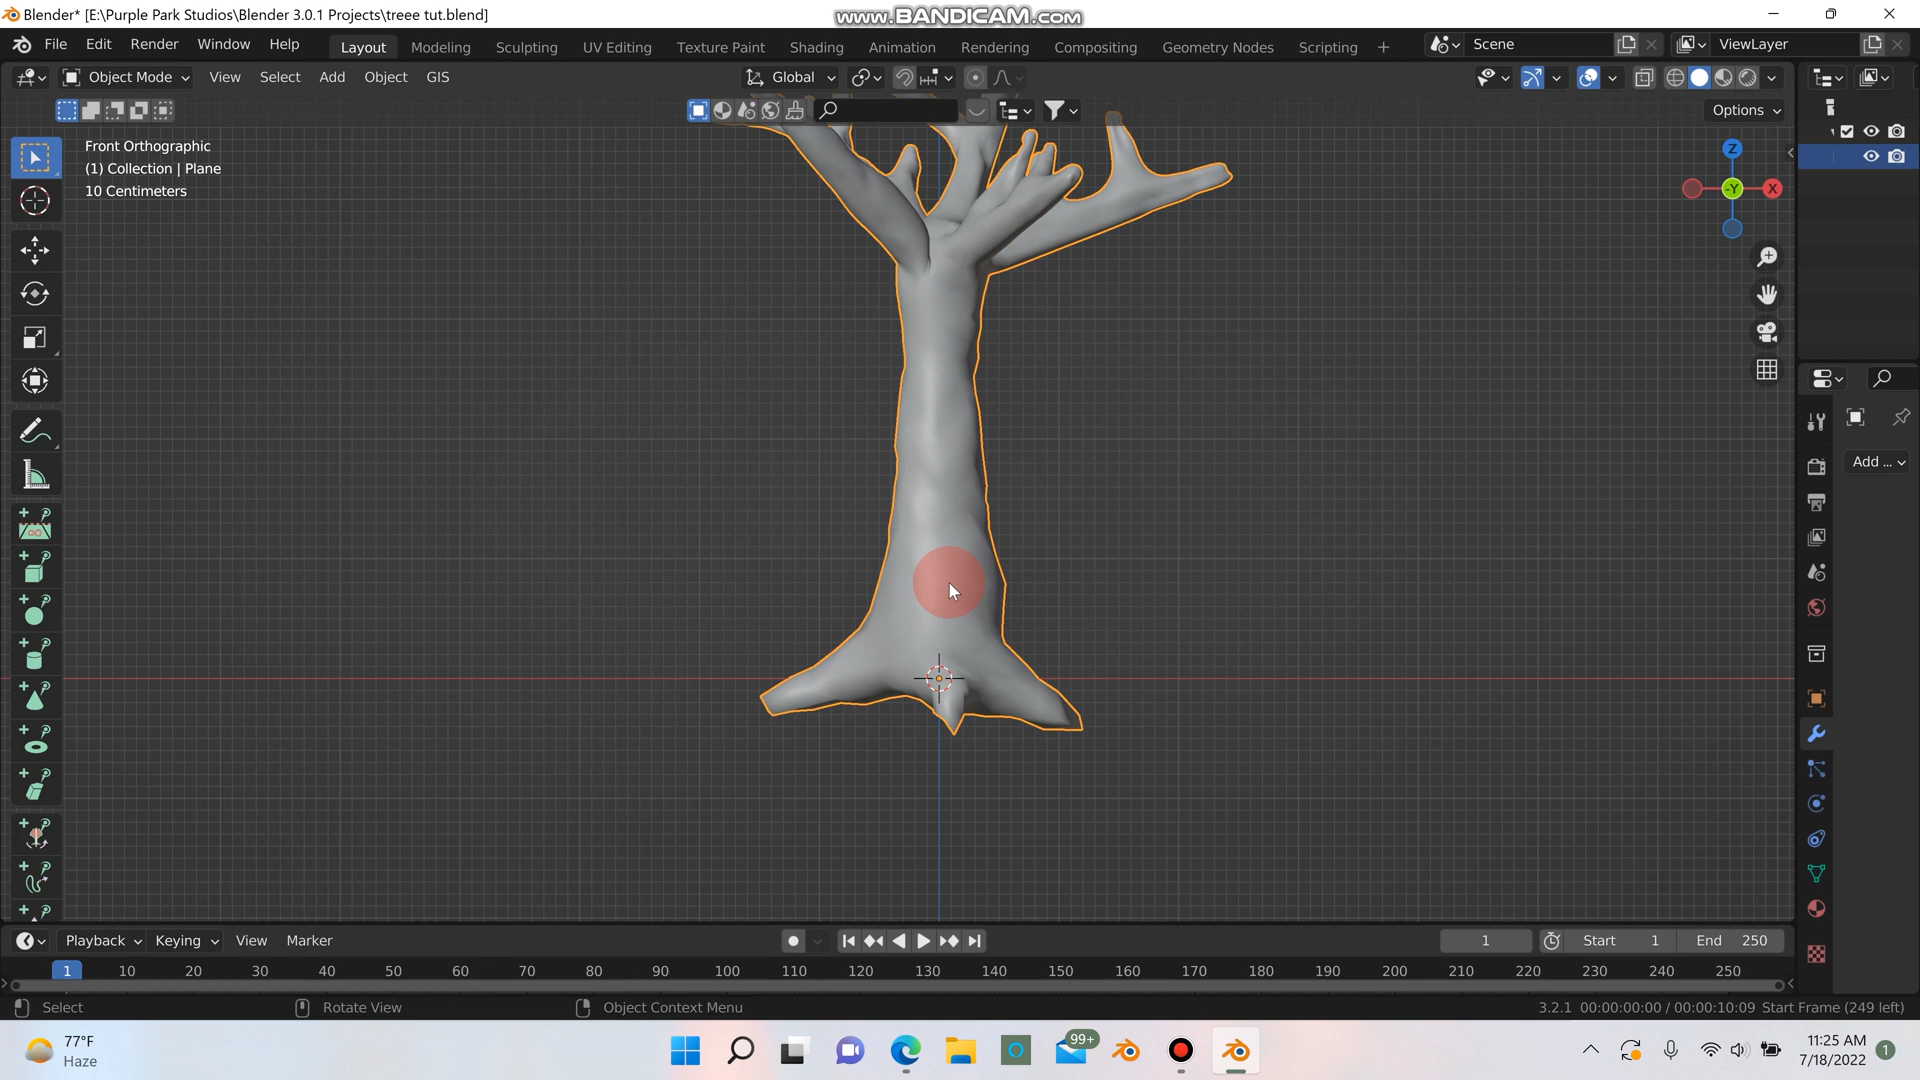 Blender* [E:\Purple Park Studios\Blender 3.0.1 Projects\treee tut.blend]
www.BANDICAM.com
File Edit Render Window Help
Layout Modeling Sculpting UV Editing Texture Paint Shading Animation Rendering Compositing Geometry Nodes Scripting +
Scene
ViewLayer
Object Mode View Select Add Object GIS
Global
Options
Front Orthographic
(1) Collection | Plane
10 Centimeters
Z
-Y
X
Add ...
Playback Keying View Marker
1
Start 1
End 250
1 10 20 30 40 50 60 70 80 90 100 110 120 130 140 150 160 170 180 190 200 210 220 230 240 250
Select
Rotate View
Object Context Menu
3.2.1 00:00:00:00 / 00:00:10:09 Start Frame (249 left)
77°F
Haze
99+
11:25 AM
7/18/2022
1